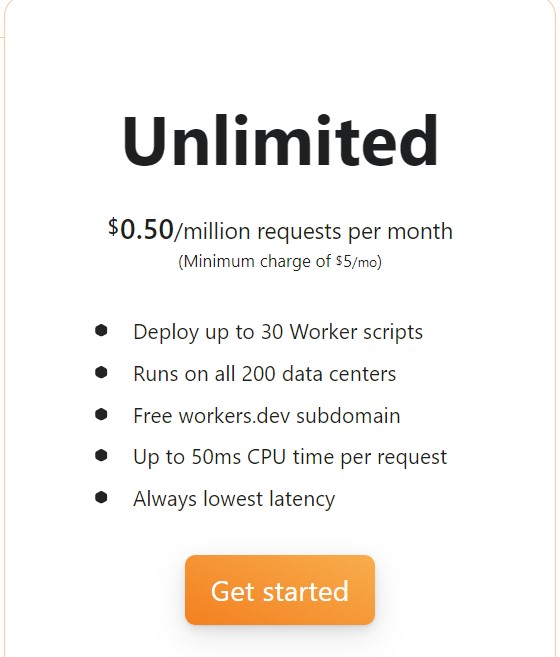 Unlimited
$0.50/million requests per month
(Minimum charge of $5/mo)
Deploy up to 30 Worker scripts
Runs on all 200 data centers
Free workers.dev subdomain
Up to 50ms CPU time per request
Always lowest latency
Get started